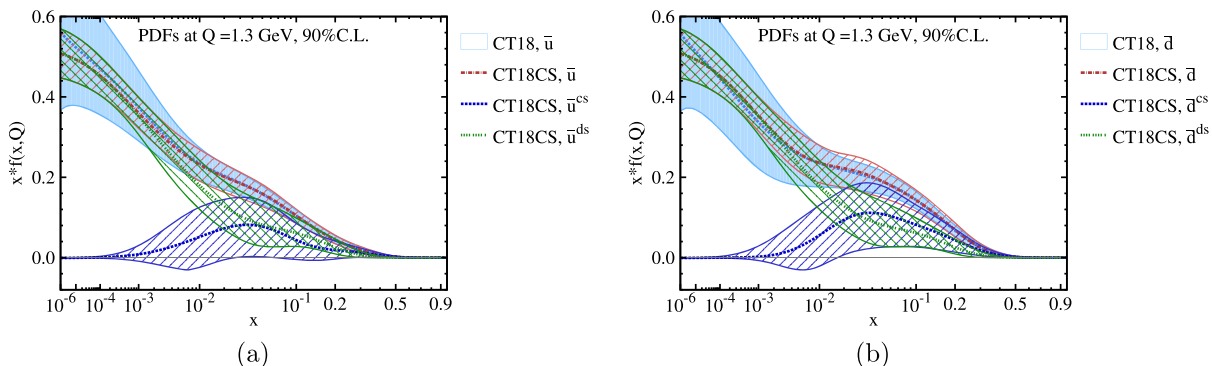 0.6
0.4
0.2
0.0
x*f(x,Q)
PDFs at Q =1.3 GeV, 90%C.L.
10⁻⁶ 10⁻⁴ 10⁻³ 10⁻² 10⁻¹ 0.2 0.5 0.9
x
CT18, u̅
CT18CS, u̅
CT18CS, u̅ᶜˢ
CT18CS, u̅ᵈˢ
(a)
0.6
0.4
0.2
0.0
x*f(x,Q)
PDFs at Q =1.3 GeV, 90%C.L.
10⁻⁶ 10⁻⁴ 10⁻³ 10⁻² 10⁻¹ 0.2 0.5 0.9
x
CT18, d̅
CT18CS, d̅
CT18CS, d̅ᶜˢ
CT18CS, d̅ᵈˢ
(b)